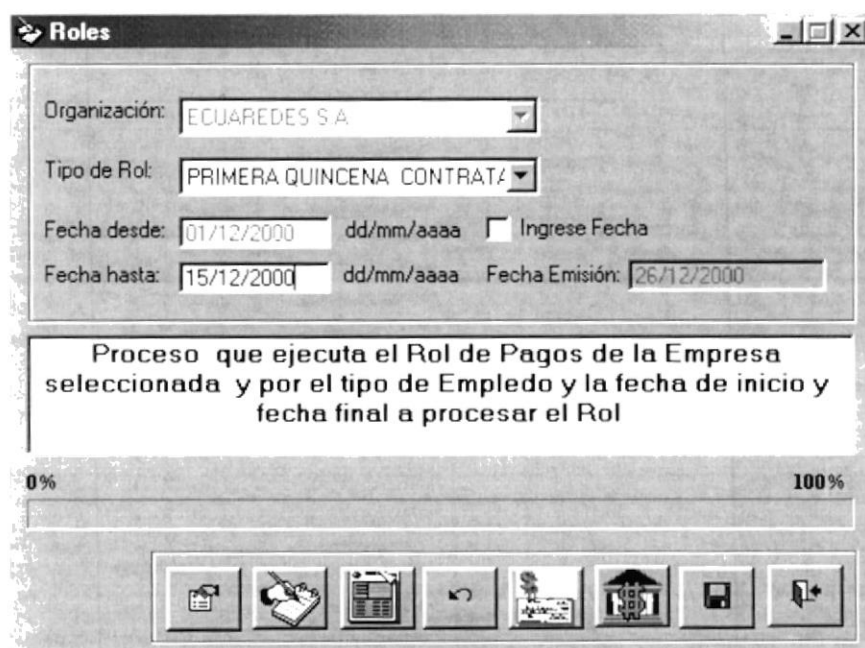 Roles
Organización: ECUAREDES S.A
Tipo de Rol: PRIMERA QUINCENA CONTRATA
Fecha desde: 01/12/2000 dd/mm/aaaa Ingrese Fecha
Fecha hasta: 15/12/2000 dd/mm/aaaa Fecha Emisión: 26/12/2000
Proceso que ejecuta el Rol de Pagos de la Empresa
seleccionada y por el tipo de Empledo y la fecha de inicio y
fecha final a procesar el Rol
0% 100%